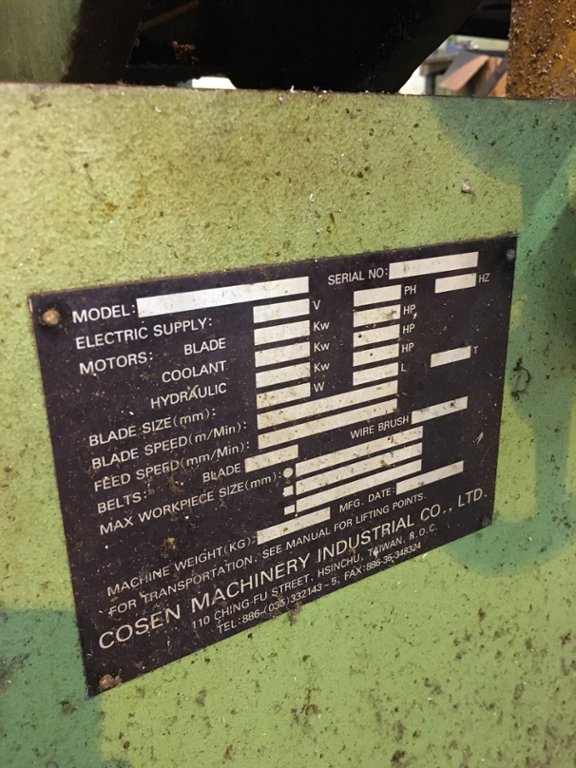 MODEL: SERIAL NO:
ELECTRIC SUPPLY: V PH HZ
MOTORS: BLADE Kw HP
COOLANT Kw HP
HYDRAULIC Kw HP
BLADE SIZE(mm): W L T
BLADE SPEED(m/Min):
FEED SPEED(mm/Min):
BELTS: BLADE WIRE BRUSH
MAX WORKPIECE SIZE(mm):
MACHINE WEIGHT(KG): MFG. DATE:
FOR TRANSPORTATION. SEE MANUAL FOR LIFTING POINTS.
COSEN MACHINERY INDUSTRIAL CO., LTD.
110 CHING-FU STREET, HSINCHU, TAIWAN, R.O.C.
TEL:886-(035)332143~5, FAX:886-35-348324